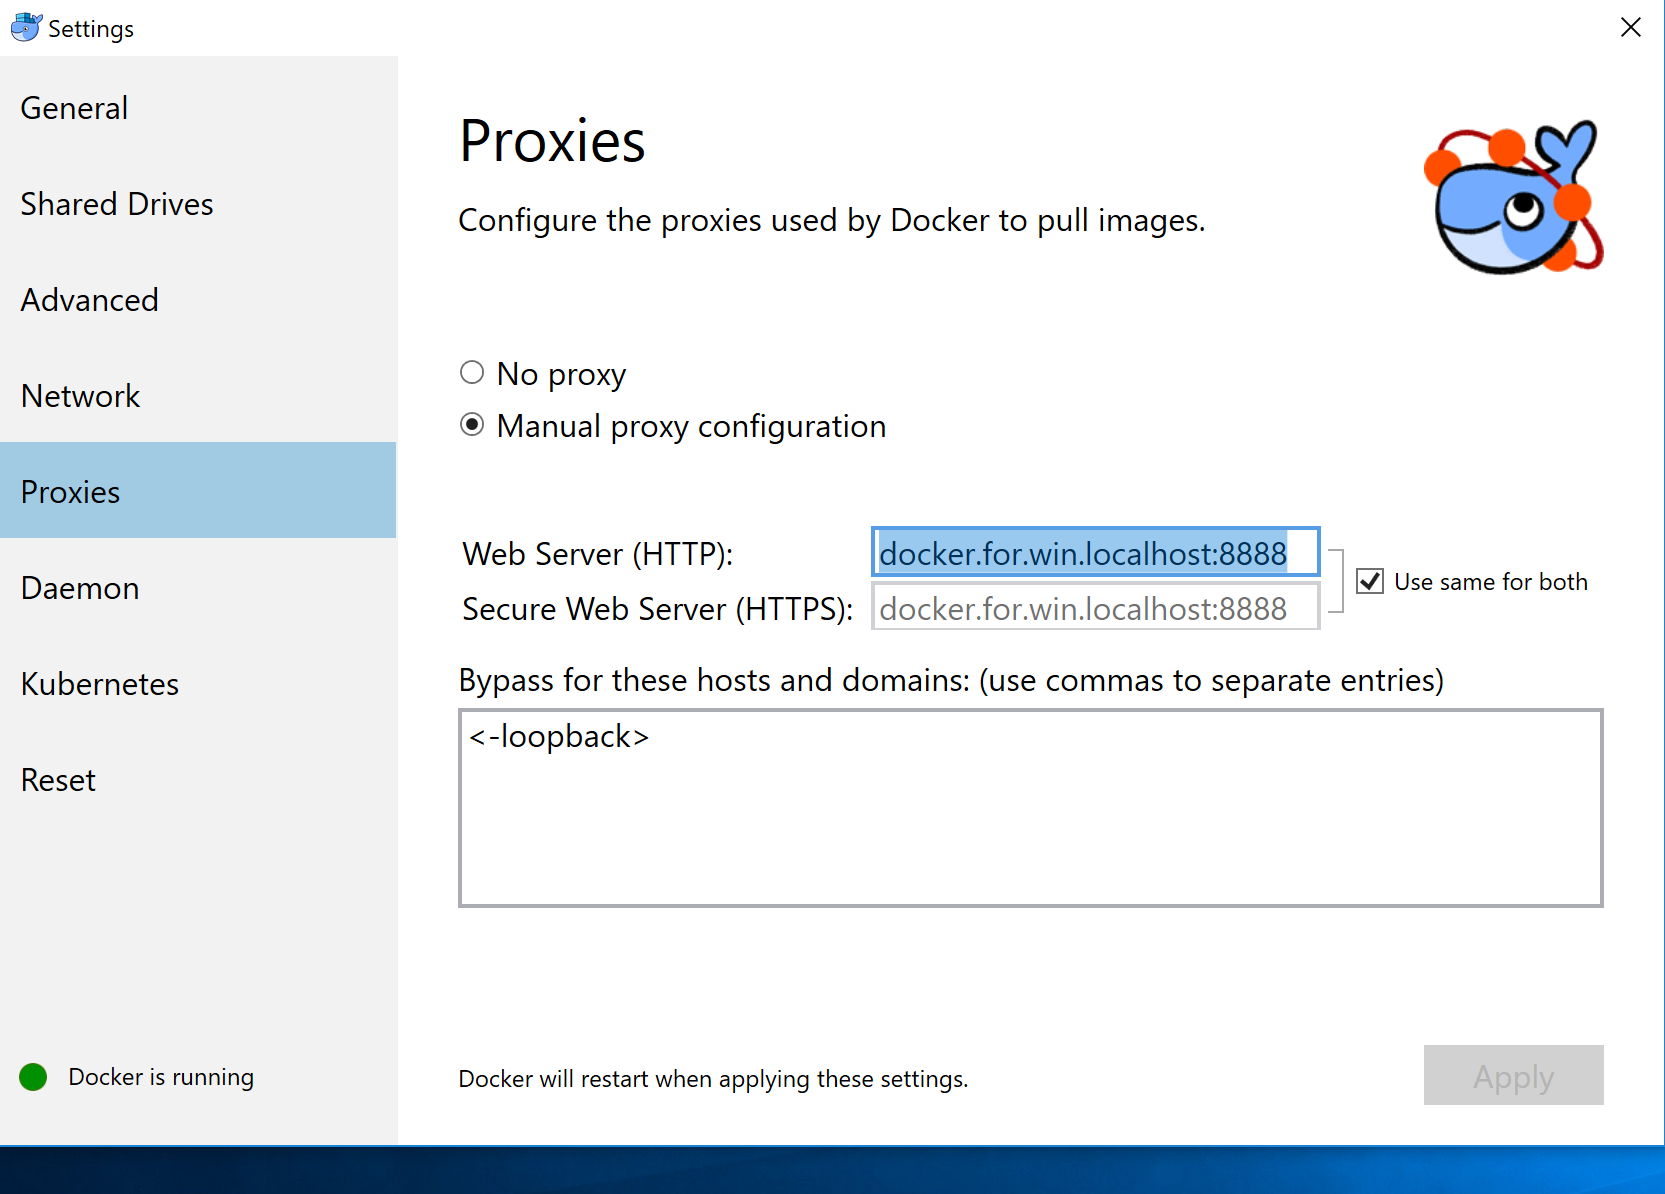 Settings
General
Shared Drives
Advanced
Network
Proxies
Daemon
Kubernetes
Reset
Docker is running
Proxies
Configure the proxies used by Docker to pull images.
No proxy
Manual proxy configuration
Web Server (HTTP): docker.for.win.localhost:8888
Secure Web Server (HTTPS): docker.for.win.localhost:8888
Use same for both
Bypass for these hosts and domains: (use commas to separate entries)
<-loopback>
Docker will restart when applying these settings.
Apply